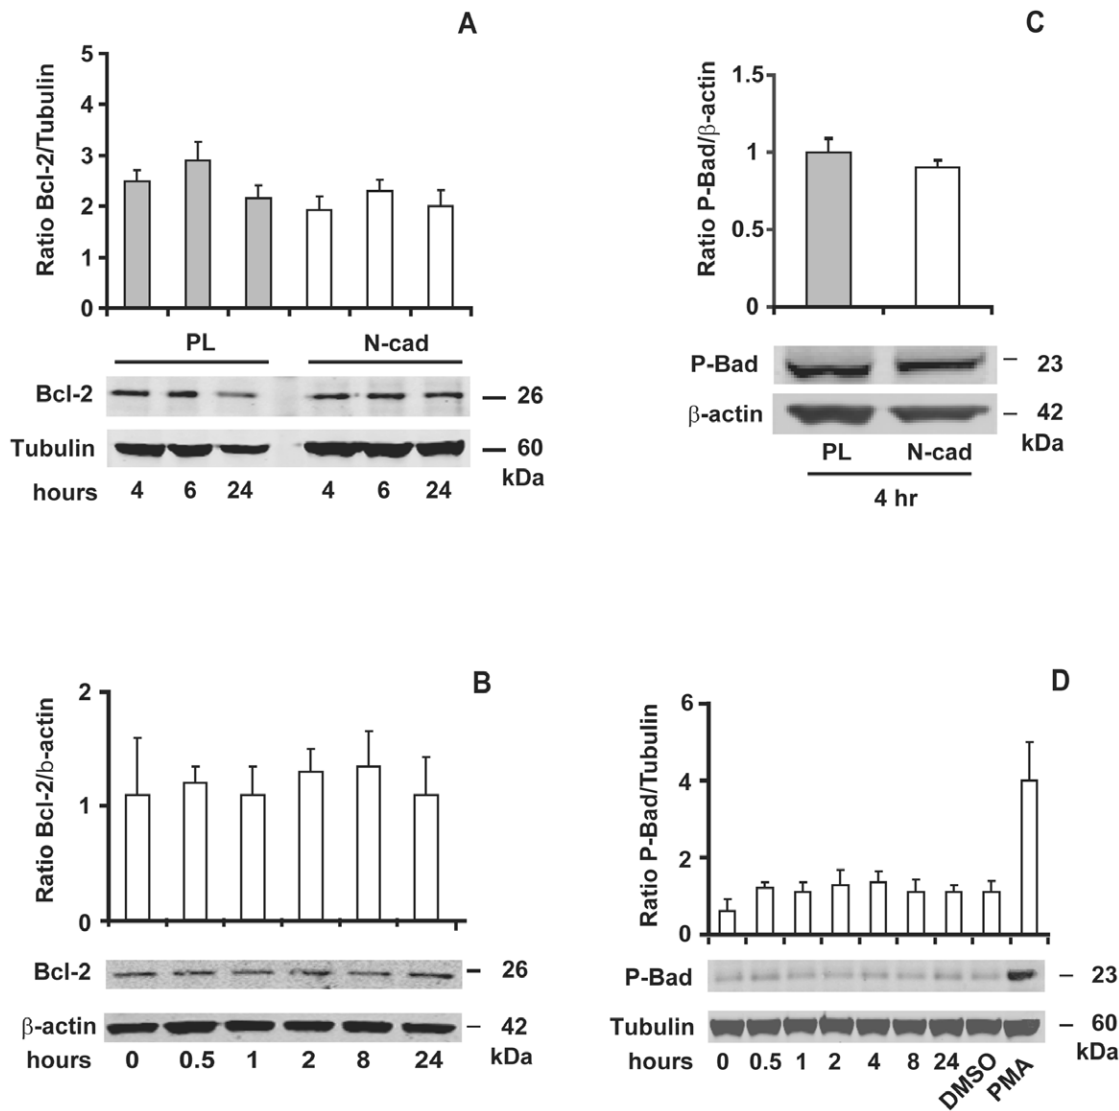 A
Ratio Bcl-2/Tubulin
5
4
3
2
1
0
PL N-cad
Bcl-2 26
Tubulin 60
kDa
hours 4 6 24 4 6 24
C
Ratio P-Bad/β-actin
1.5
1
0.5
0
P-Bad 23
β-actin 42
kDa
PL N-cad
4 hr
B
Ratio Bcl-2/b-actin
2
1
0
Bcl-2 26
β-actin 42
kDa
hours 0 0.5 1 2 8 24
D
Ratio P-Bad/Tubulin
6
4
2
0
P-Bad 23
Tubulin 60
kDa
hours 0 0.5 1 2 4 8 24 DMSO PMA